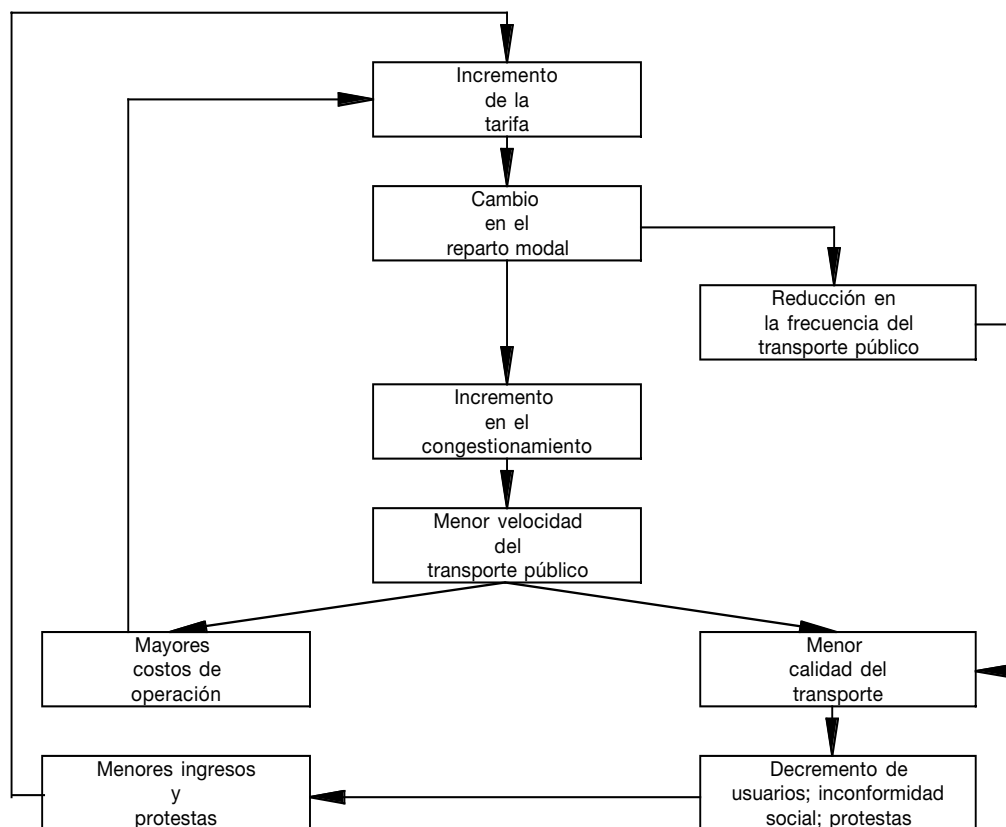 Incremento
de la
tarifa
Cambio
en el
reparto modal
Reducción en
la frecuencia del
transporte público
Incremento
en el
congestionamiento
Menor velocidad
del
transporte público
Mayores
costos de
operación
Menor
calidad del
transporte
Menores ingresos
y
protestas
Decremento de
usuarios; inconformidad
social; protestas